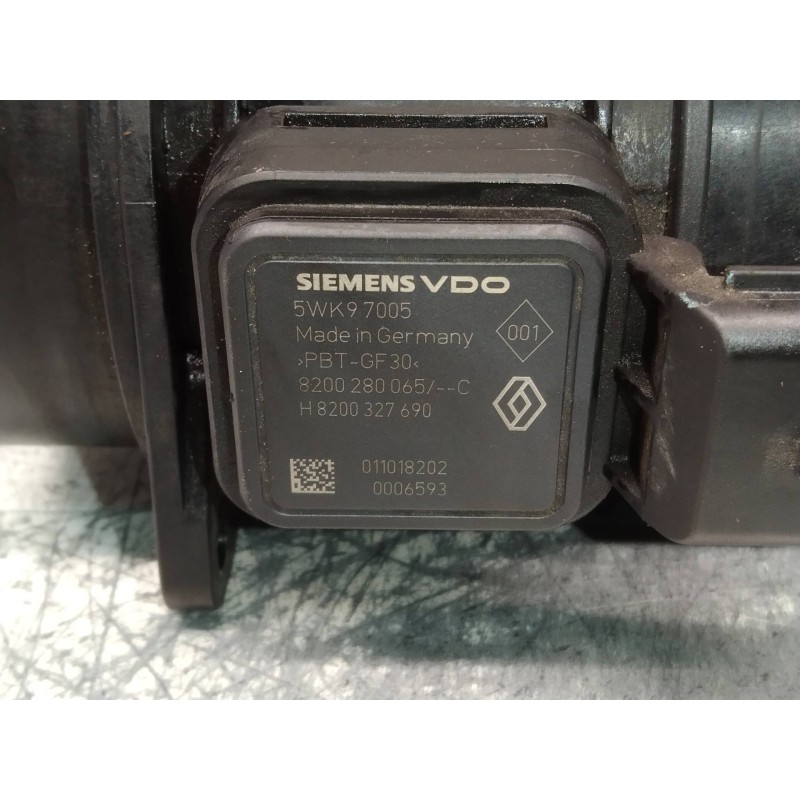 SIEMENS VDO
5WK9 7005
Made in Germany
001
>PBT-GF30<
8200 280 065/--C
H 8200 327 690
011018202
0006593